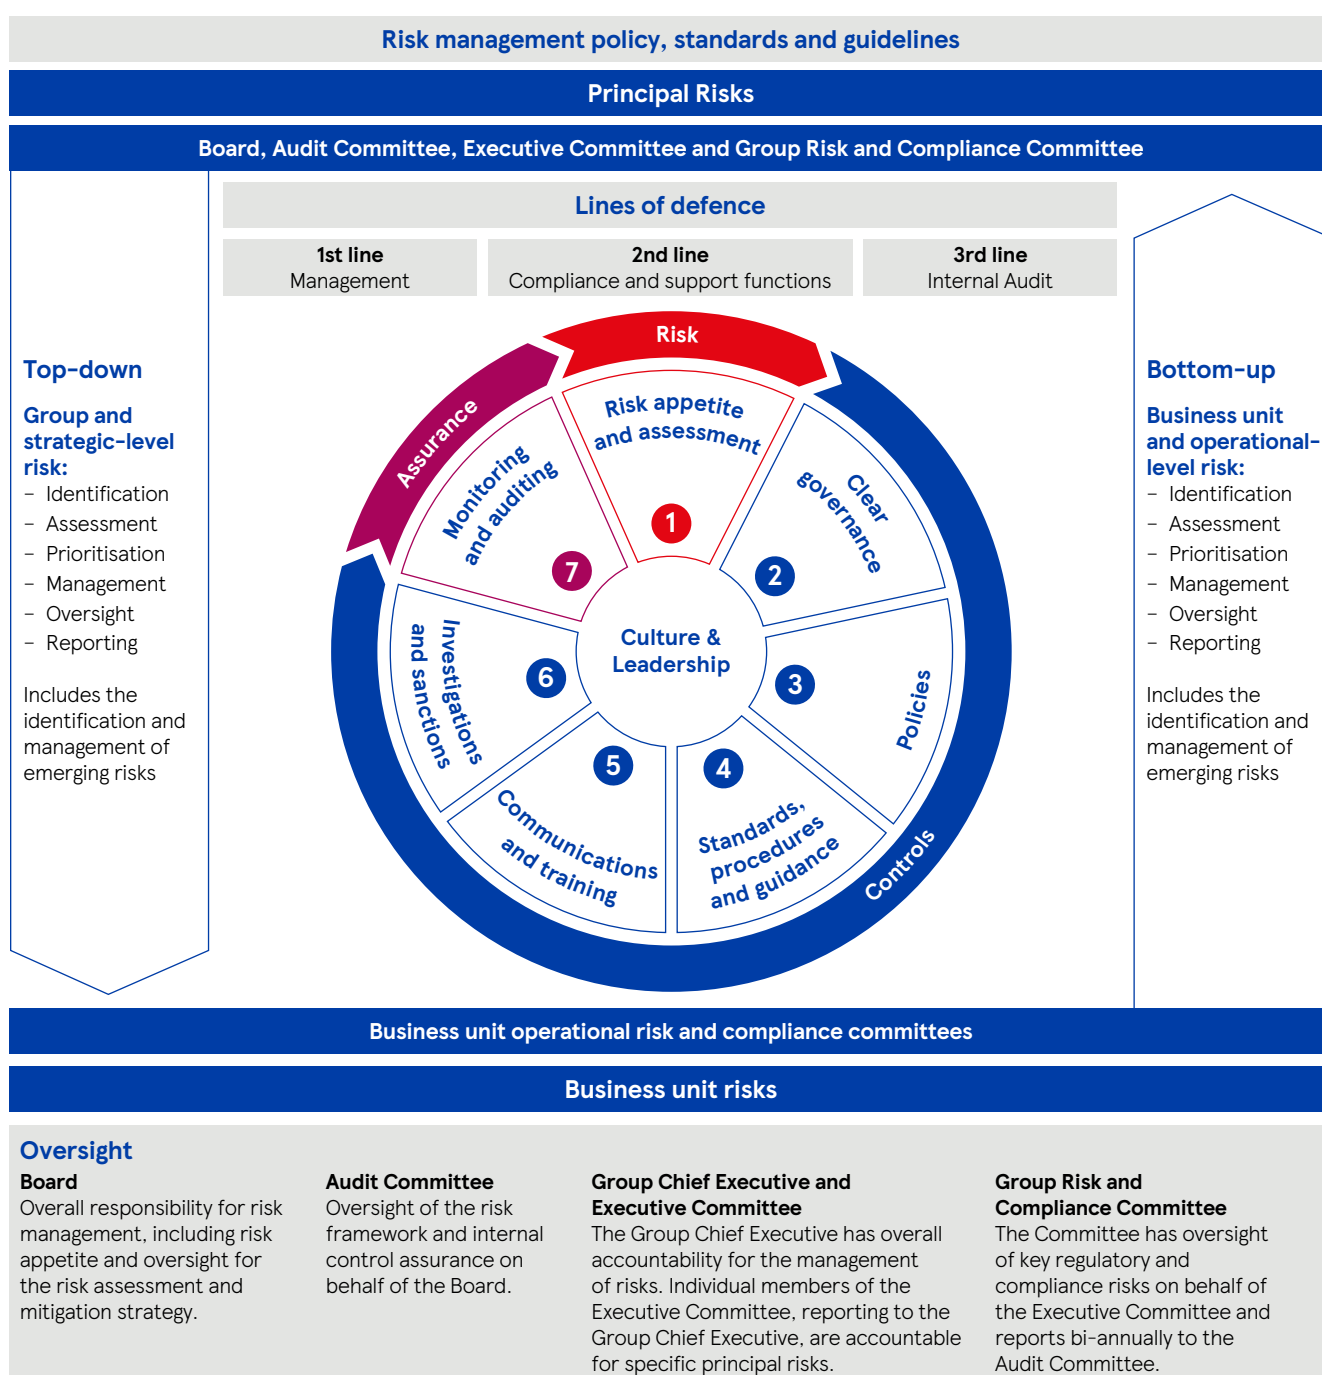 Risk management policy, standards and guidelines
Principal Risks
Board, Audit Committee, Executive Committee and Group Risk and Compliance Committee
Lines of defence
1st line
Management
2nd line
Compliance and support functions
3rd line
Internal Audit
Top-down
Group and
strategic-level
risk:
– Identification
– Assessment
– Prioritisation
– Management
– Oversight
– Reporting
Includes the
identification and
management of
emerging risks
Risk
Controls
Assurance
Risk appetite
and assessment
1
Clear
governance
2
Policies
3
Standards,
procedures
and guidance
4
Communications
and training
5
Investigations
and sanctions
6
Monitoring
and auditing
7
Culture &
Leadership
Bottom-up
Business unit
and operational-
level risk:
– Identification
– Assessment
– Prioritisation
– Management
– Oversight
– Reporting
Includes the
identification and
management of
emerging risks
Business unit operational risk and compliance committees
Business unit risks
Oversight
Board
Overall responsibility for risk
management, including risk
appetite and oversight for
the risk assessment and
mitigation strategy.
Audit Committee
Oversight of the risk
framework and internal
control assurance on
behalf of the Board.
Group Chief Executive and
Executive Committee
The Group Chief Executive has overall
accountability for the management
of risks. Individual members of the
Executive Committee, reporting to the
Group Chief Executive, are accountable
for specific principal risks.
Group Risk and
Compliance Committee
The Committee has oversight
of key regulatory and
compliance risks on behalf of
the Executive Committee and
reports bi-annually to the
Audit Committee.